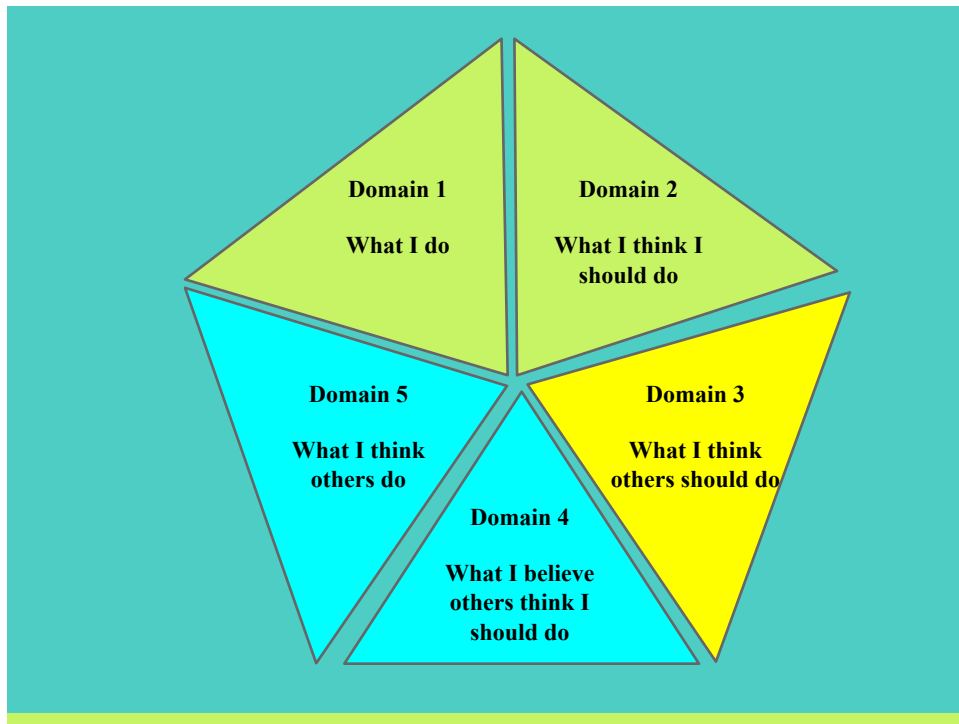 Domain 1
What I do
Domain 2
What I think I
should do
Domain 3
What I think
others should do
Domain 4
What I believe
others think I
should do
Domain 5
What I think
others do